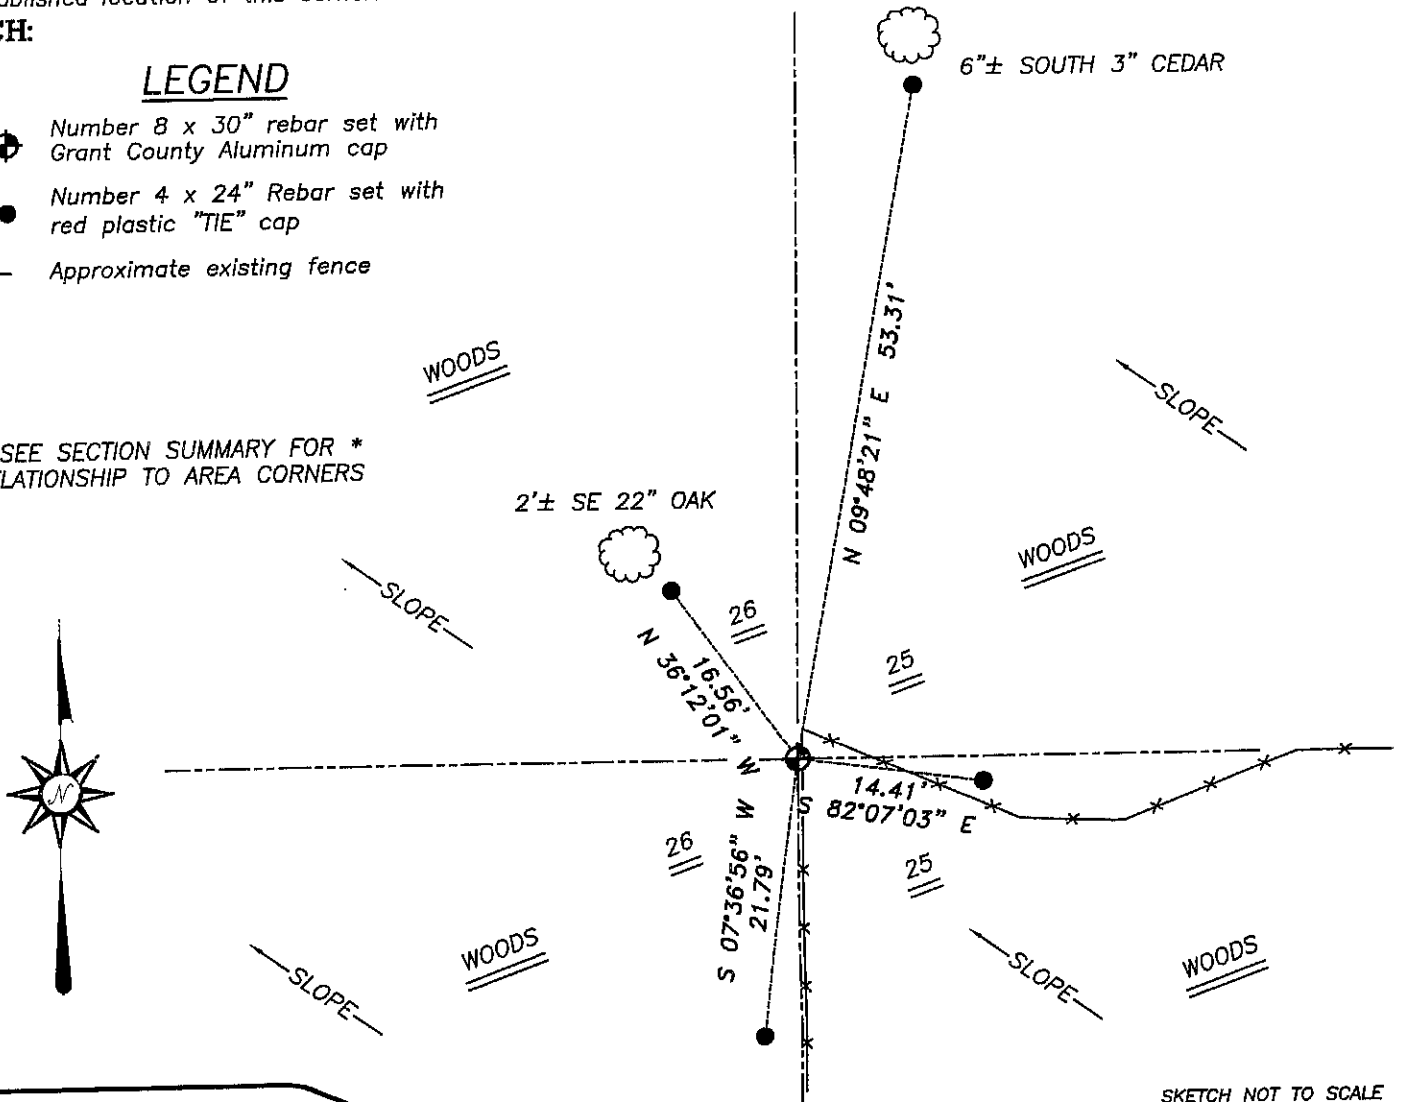 CH:
LEGEND
Number 8 x 30" rebar set with
Grant County Aluminum cap
Number 4 x 24" Rebar set with
red plastic "TIE" cap
Approximate existing fence
6"± SOUTH 3" CEDAR
N 09°48'21" E 53.31'
WOODS
SLOPE
SEE SECTION SUMMARY FOR *
ELATIONSHIP TO AREA CORNERS
2'± SE 22" OAK
WOODS
SLOPE
26
16.56'
N 36°12'01" W
25
N
14.41'
S 82°07'03" E
26
25
S 07°36'56" W
21.79'
WOODS
SLOPE
WOODS
SLOPE
SKETCH NOT TO SCALE